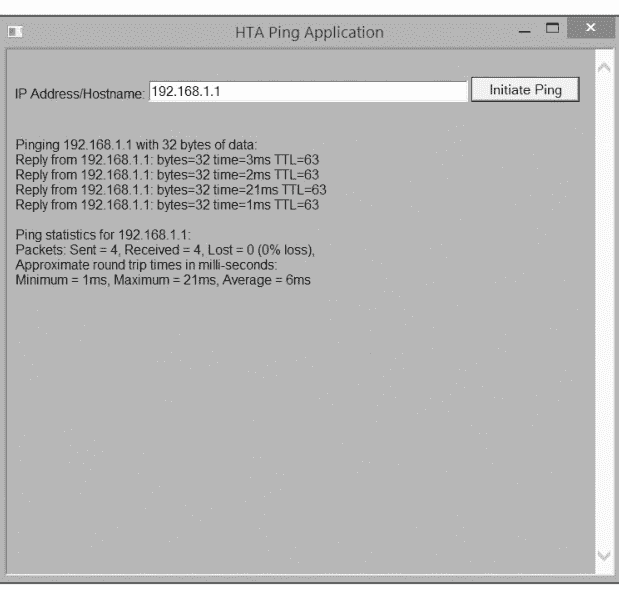 HTA Ping Application
IP Address/Hostname: 192.168.1.1 Initiate Ping
Pinging 192.168.1.1 with 32 bytes of data:
Reply from 192.168.1.1: bytes=32 time=3ms TTL=63
Reply from 192.168.1.1: bytes=32 time=2ms TTL=63
Reply from 192.168.1.1: bytes=32 time=21ms TTL=63
Reply from 192.168.1.1: bytes=32 time=1ms TTL=63
Ping statistics for 192.168.1.1:
Packets: Sent = 4, Received = 4, Lost = 0 (0% loss),
Approximate round trip times in milli-seconds:
Minimum = 1ms, Maximum = 21ms, Average = 6ms